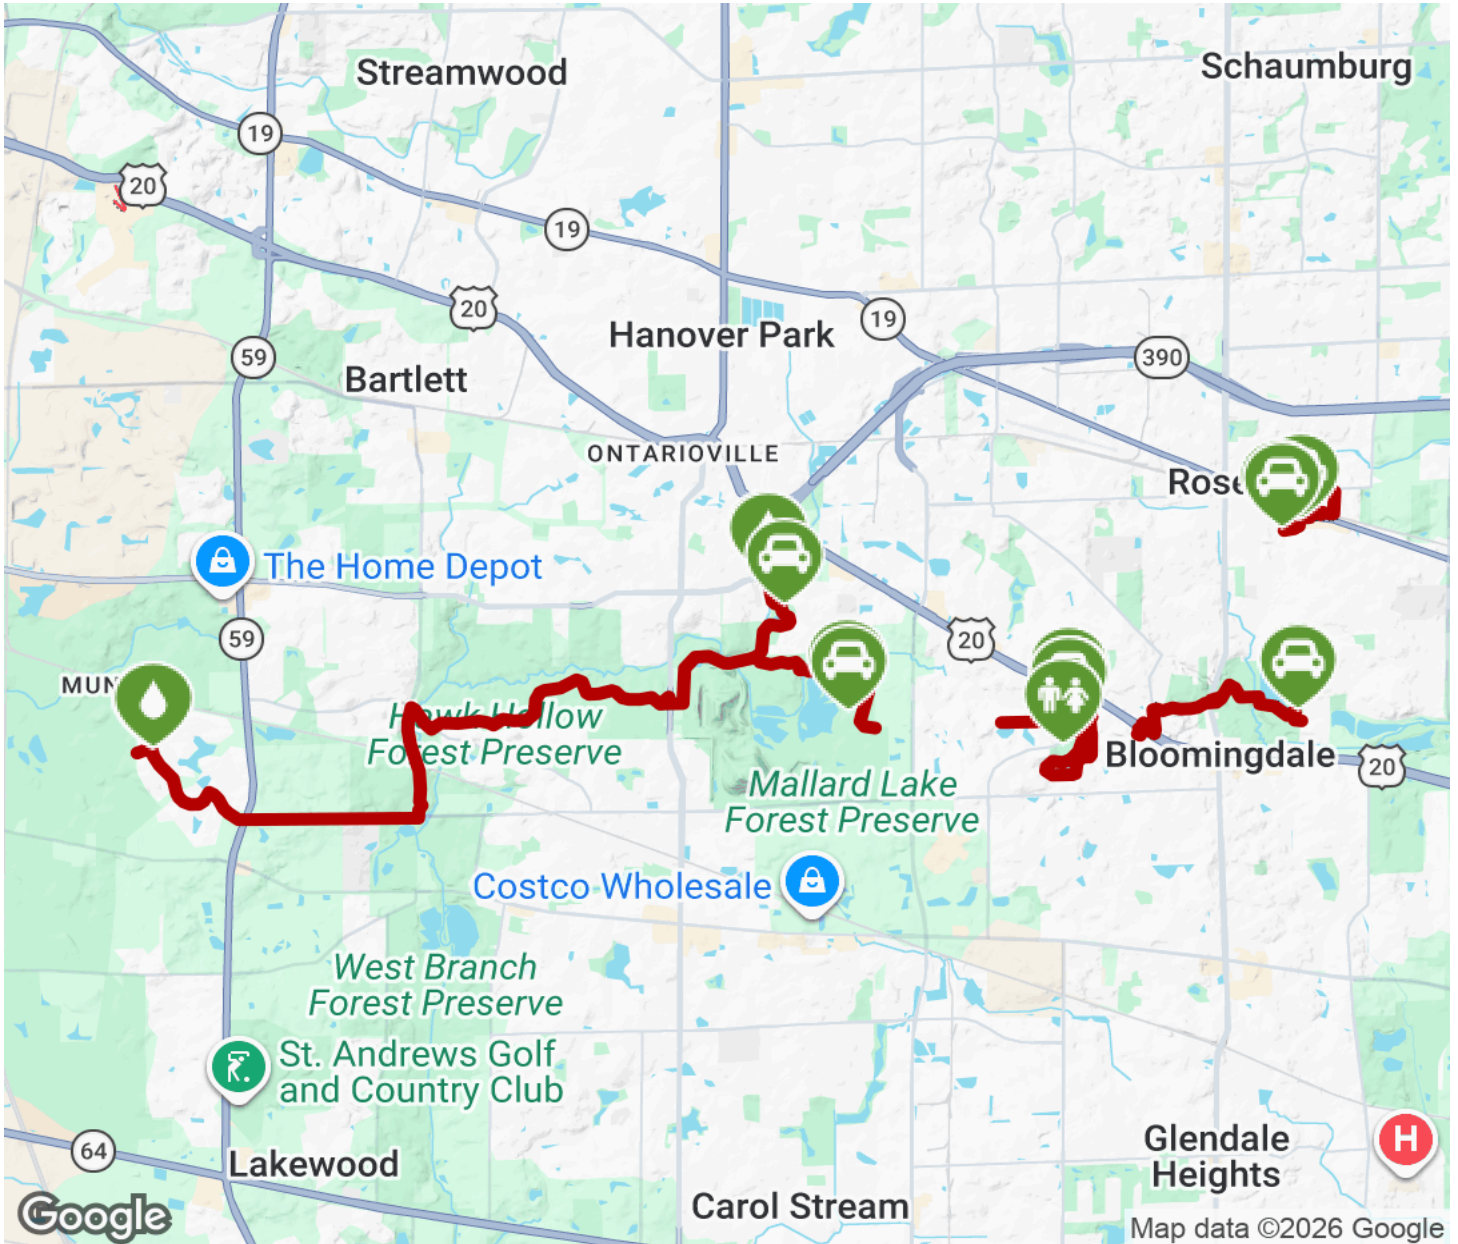 Streamwood
Schaumburg
19
20
19
20
Hanover Park
19
59
390
Bartlett
ONTARIOVILLE
Rose
The Home Depot
59
20
MUN
Hawk Hollow
Forest Preserve
Bloomingdale
20
Mallard Lake
Forest Preserve
Costco Wholesale
West Branch
Forest Preserve
St. Andrews Golf
and Country Club
64
Lakewood
Glendale
Heights
H
Carol Stream
Google
Map data ©2026 Google